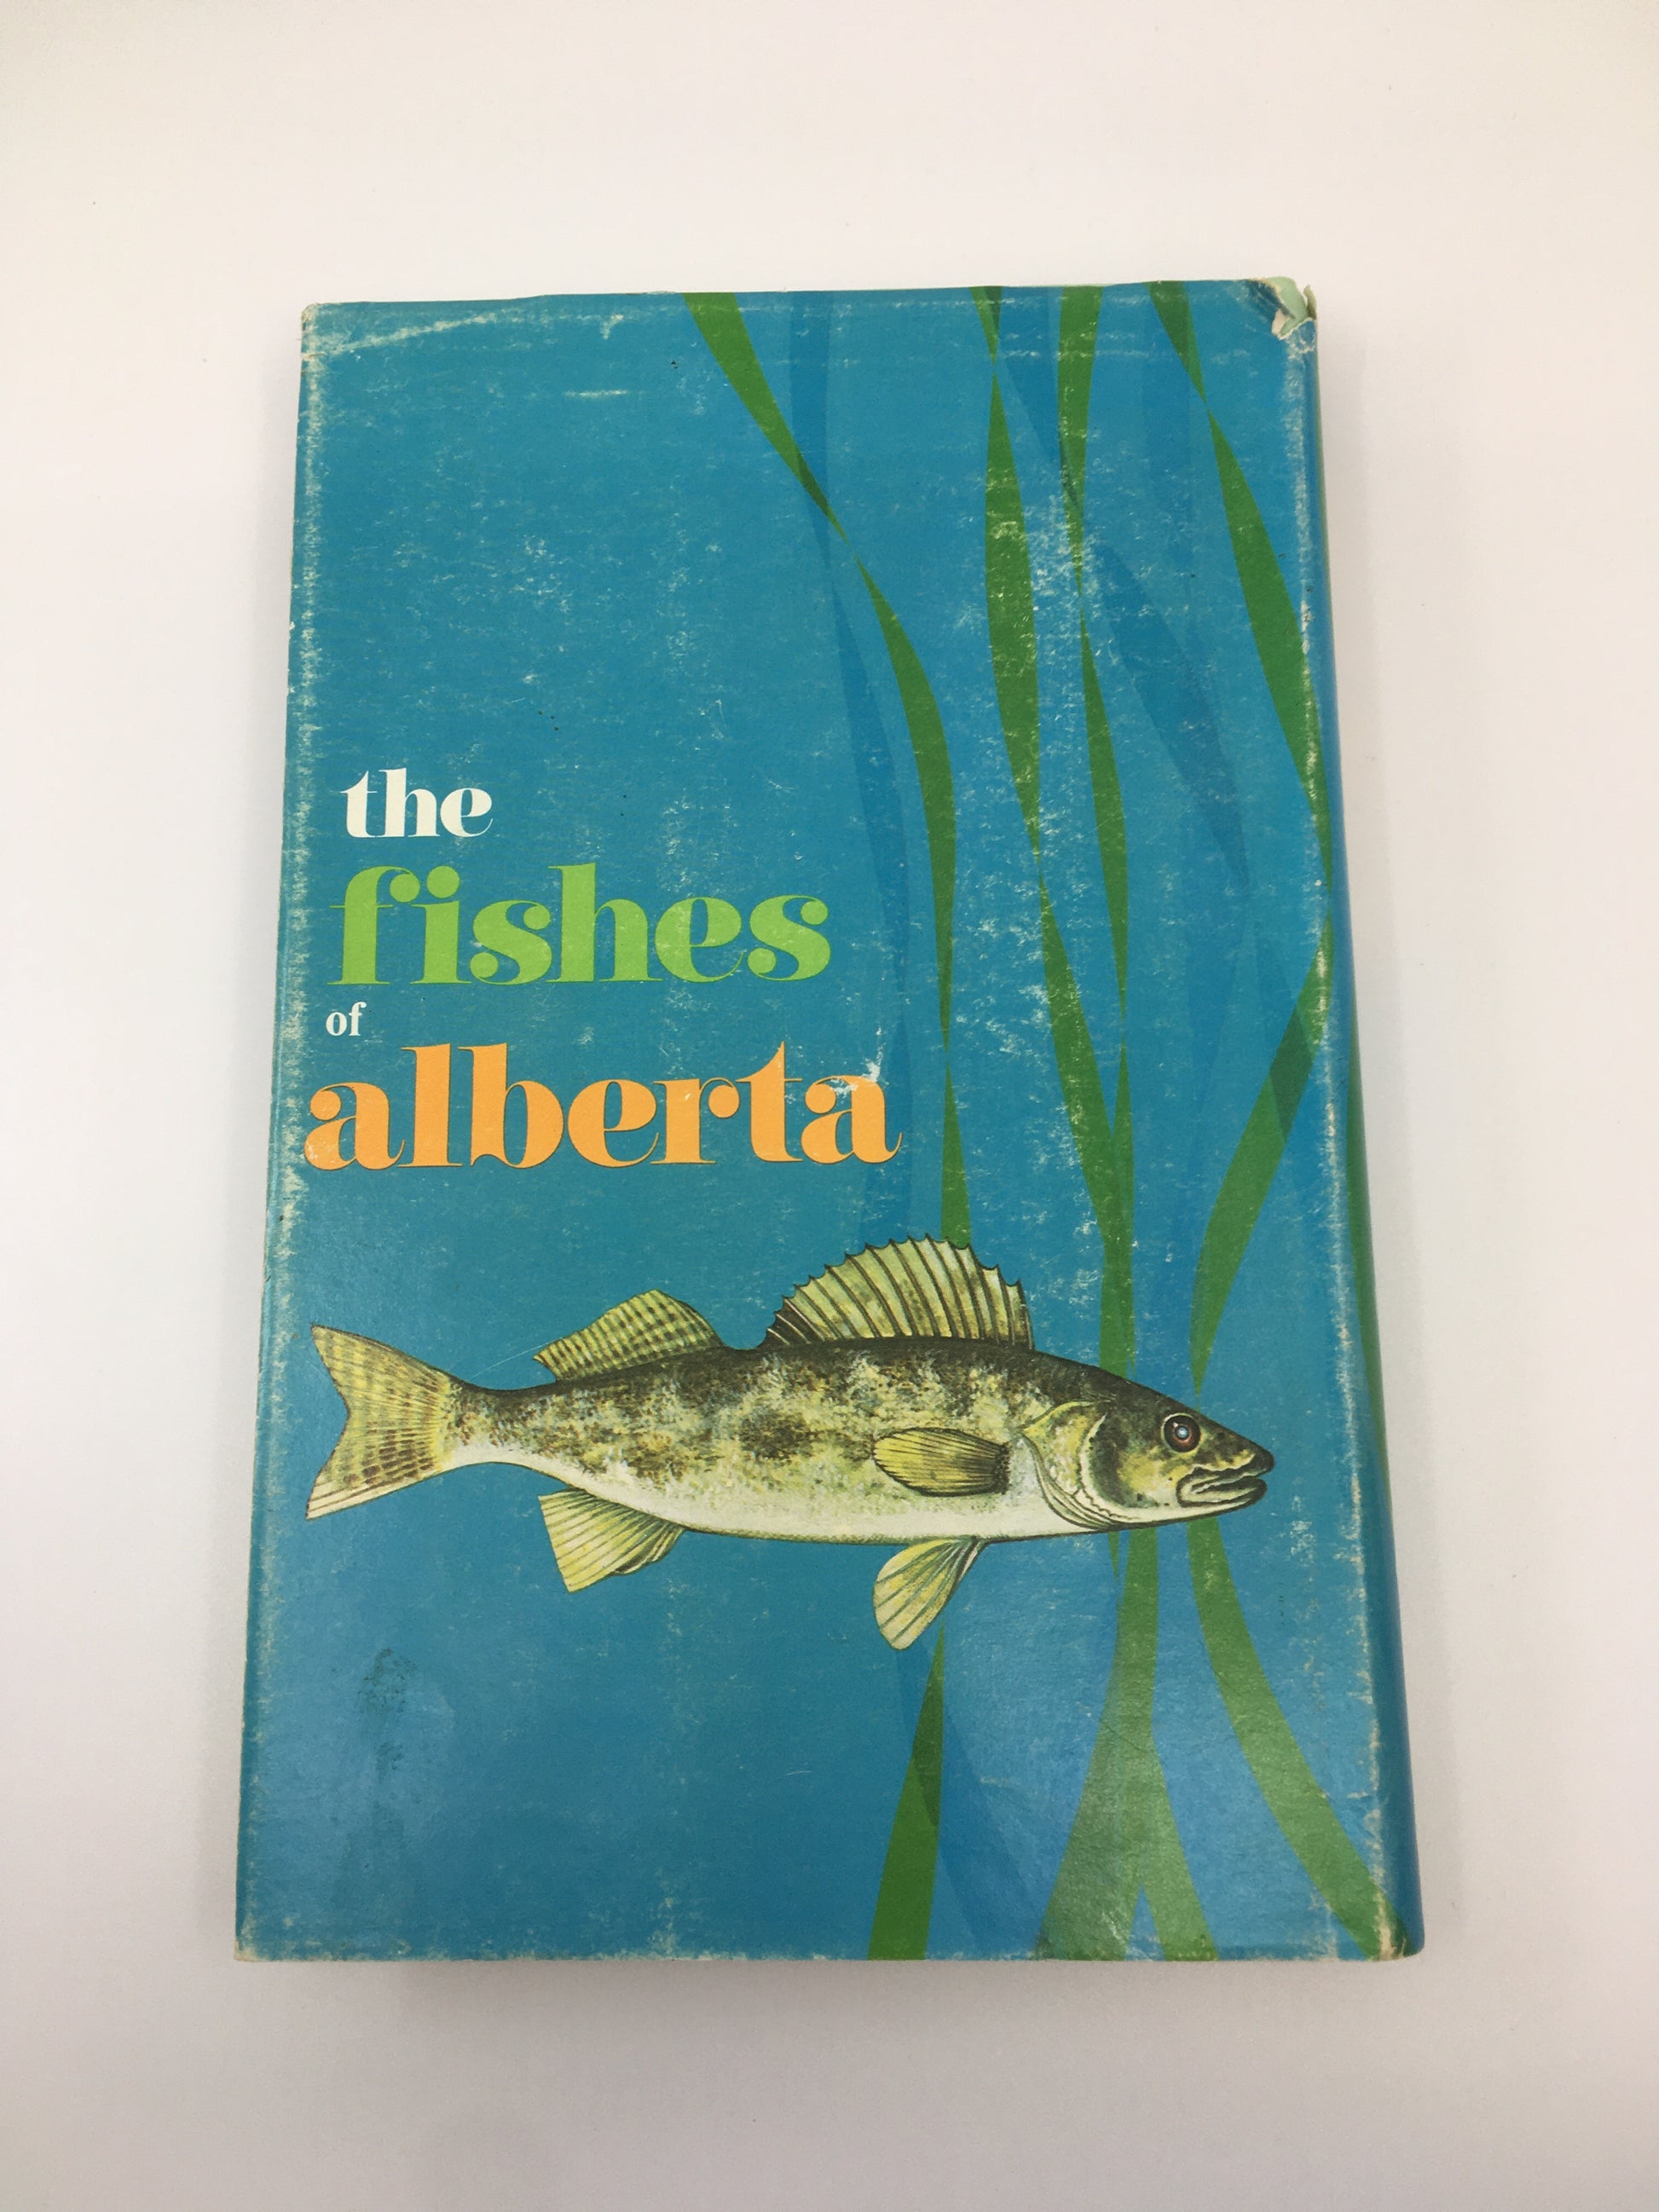 the
fishes
of
alberta